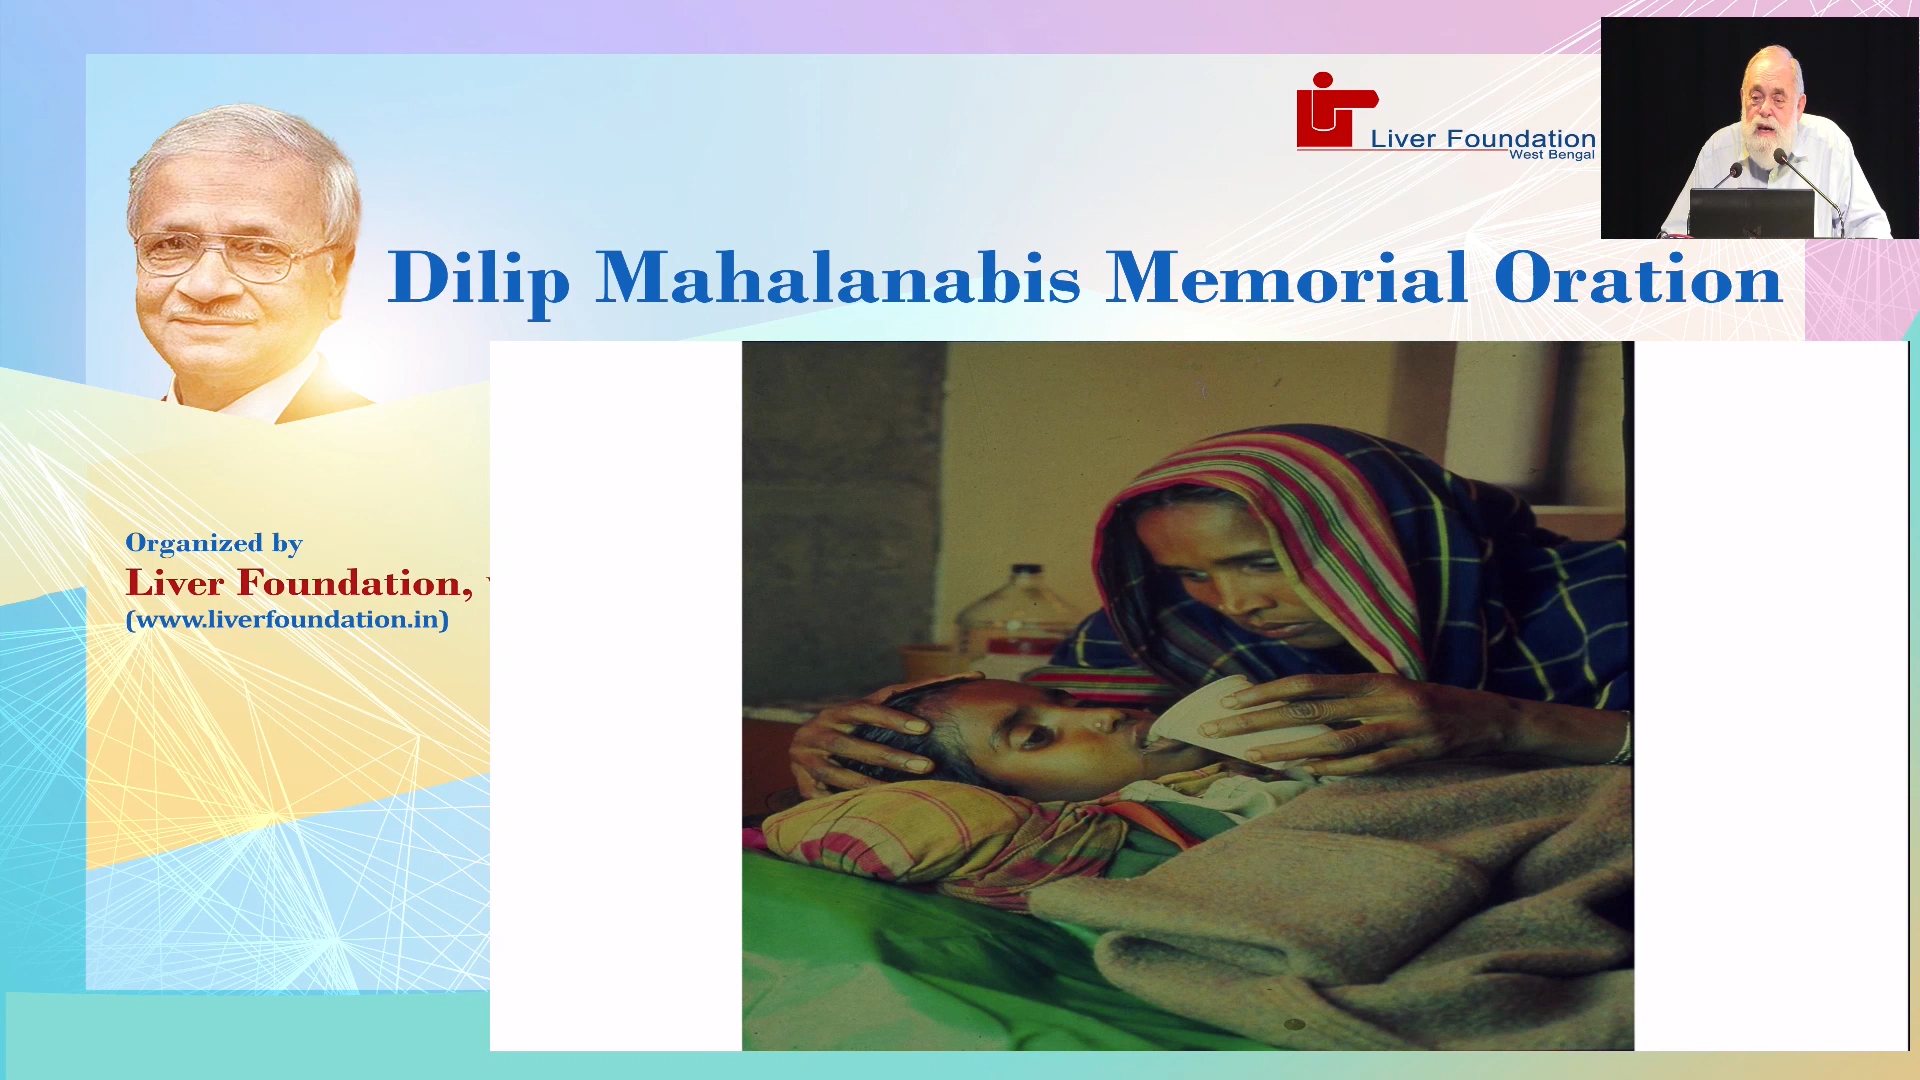 Liver Foundation
West Bengal
Dilip Mahalanabis Memorial Oration
Organized by
Liver Foundation,
(www.liverfoundation.in)